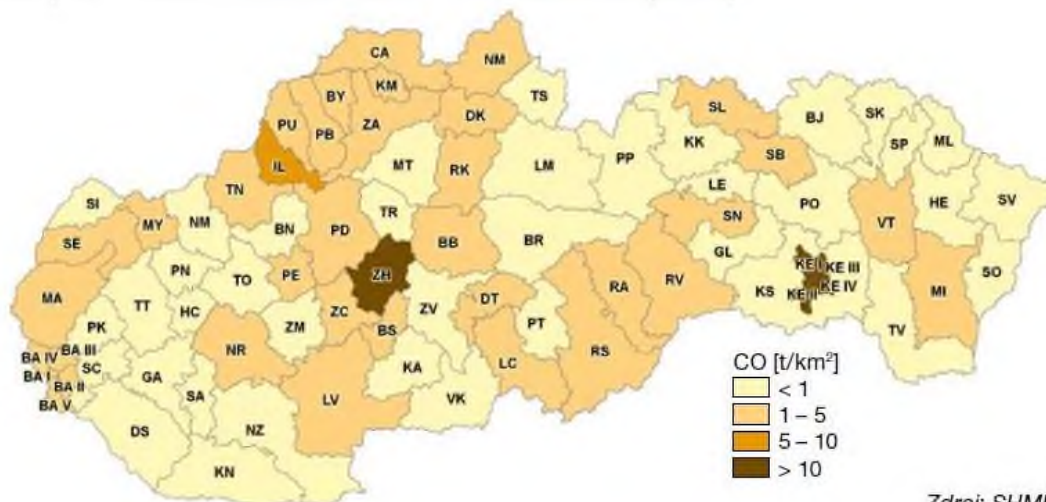 CA
NM
KM
BY
TS
PU
PB
ZA
DK
SL
BJ
SK
KK
SP
ML
IL
MT
RK
LM
PP
SB
TN
LE
PO
HE
SV
SI
NM
TR
MY
BN
PD
SN
VT
SE
BB
BR
GL
PN
TO
PE
ZH
RV
KE I
KE III
SO
MA
TT
HC
ZC
RA
KS
KE II
KE IV
MI
PK
ZM
BS
ZV
DT
PT
TV
BA III
NR
RS
BA IV
SC
LC
BA I
BA II
GA
KA
BA V
SA
LV
VK
DS
NZ
KN
CO [t/km²]
< 1
1 – 5
5 – 10
> 10
Zdroj: